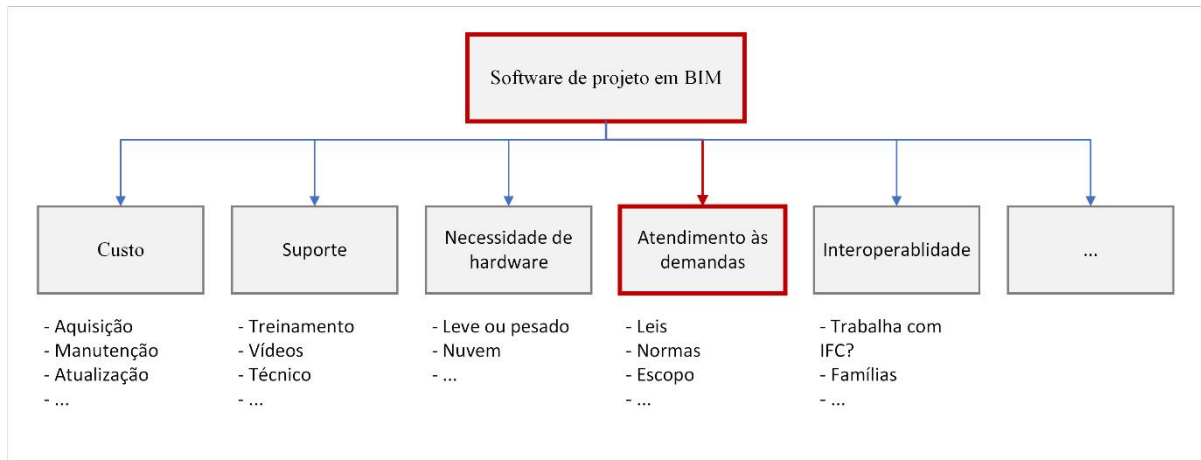 Software de projeto em BIM
Custo
- Aquisição
- Manutenção
- Atualização
- ...
Suporte
- Treinamento
- Vídeos
- Técnico
- ...
Necessidade de
hardware
- Leve ou pesado
- Nuvem
- ...
Atendimento às
demandas
- Leis
- Normas
- Escopo
- ...
Interoperablidade
- Trabalha com
IFC?
- Famílias
- ...
...